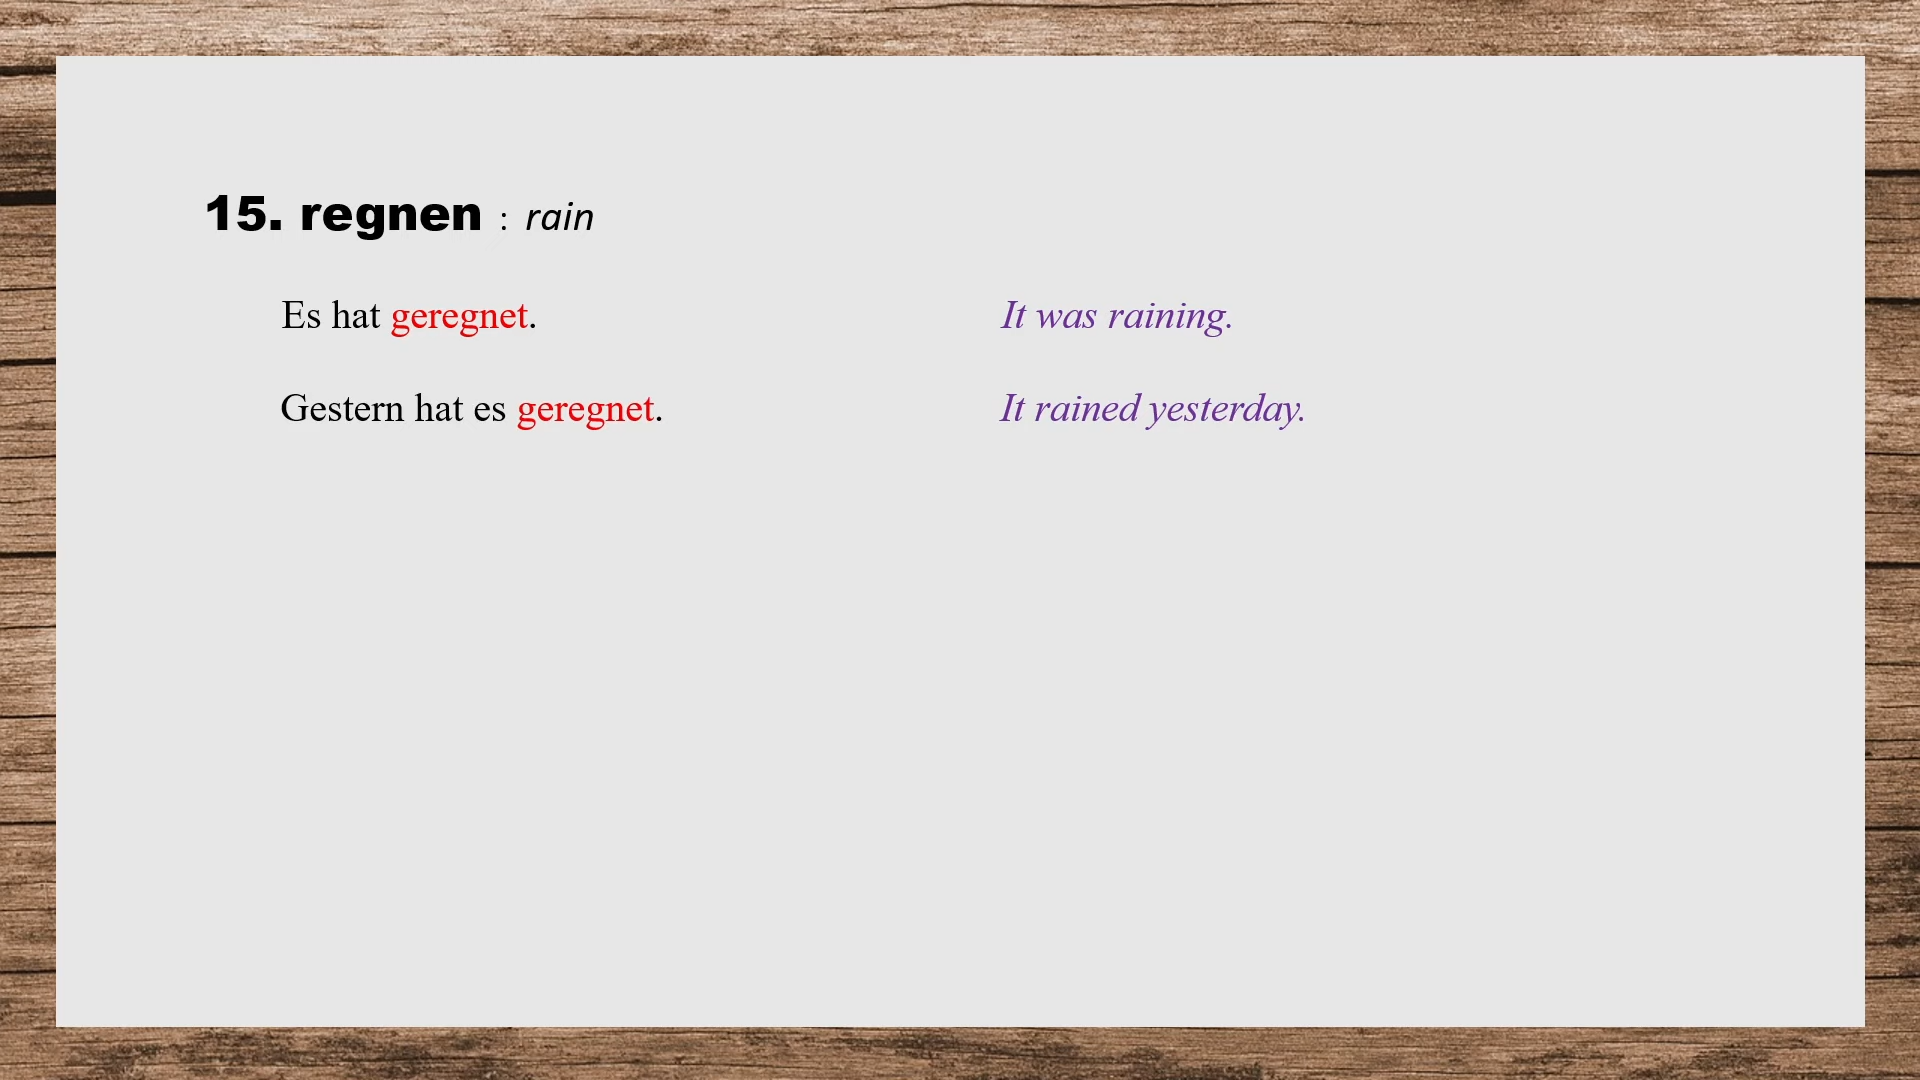 15. regnen : rain
Es hat geregnet. It was raining.
Gestern hat es geregnet. It rained yesterday.